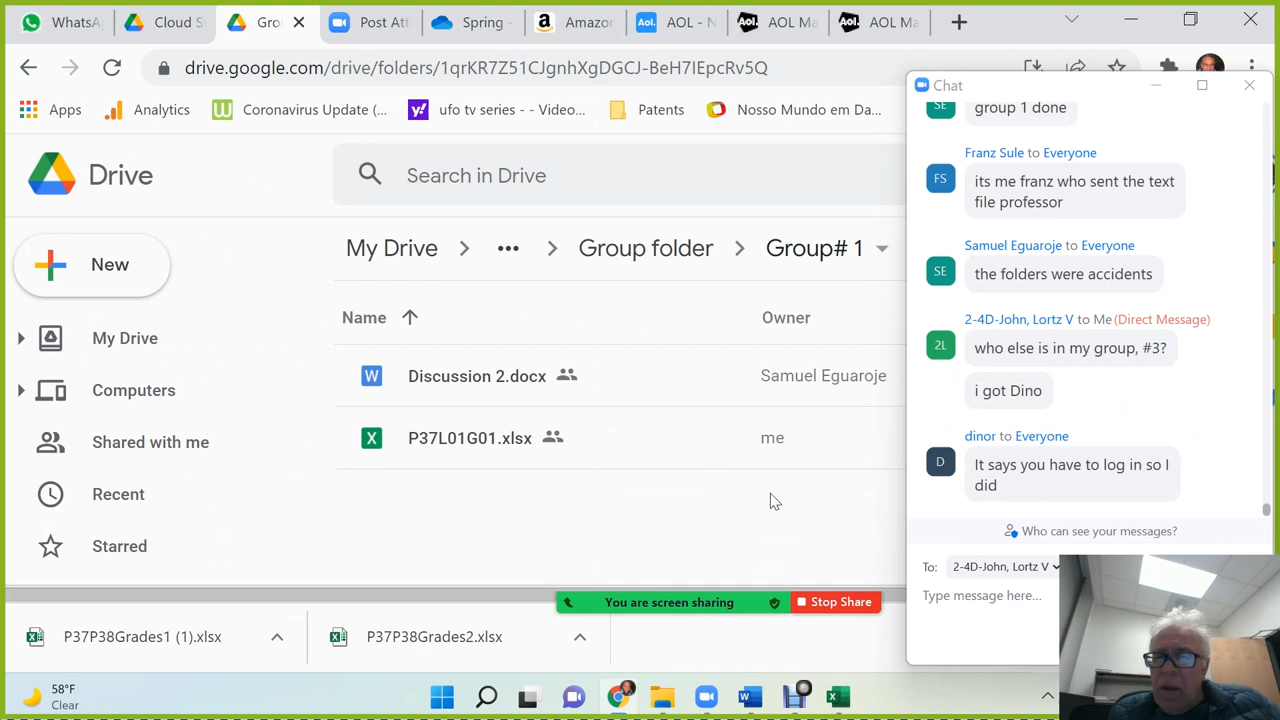 WhatsA
Cloud S
Gro
Post Att
Spring -
Amazon
AOL - N
AOL Ma
AOL Ma
drive.google.com/drive/folders/1qrKR7Z51CJgnhXgDGCJ-BeH7IEpcRv5Q
Apps
Analytics
Coronavirus Update (...
ufo tv series - - Video...
Patents
Nosso Mundo em Da...
Drive
Search in Drive
New
My Drive
Computers
Shared with me
Recent
Starred
My Drive > ... > Group folder > Group# 1
Name Owner
Discussion 2.docx Samuel Eguaroje
P37L01G01.xlsx me
Chat
SE
group 1 done
Franz Sule to Everyone
FS
its me franz who sent the text
file professor
Samuel Eguaroje to Everyone
SE
the folders were accidents
2-4D-John, Lortz V to Me (Direct Message)
2L
who else is in my group, #3?
i got Dino
dinor to Everyone
D
It says you have to log in so I
did
Who can see your messages?
To: 2-4D-John, Lortz V
Type message here...
You are screen sharing
Stop Share
P37P38Grades1 (1).xlsx
P37P38Grades2.xlsx
58°F
Clear